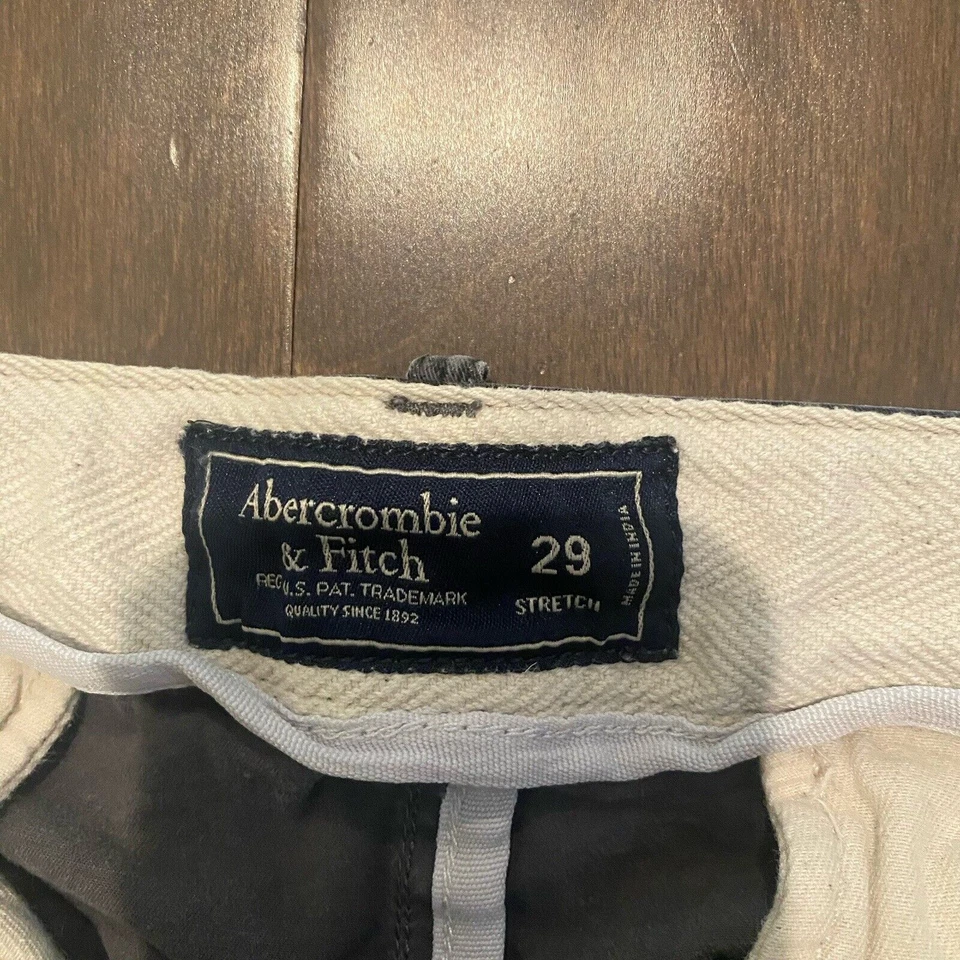 Abercrombie
& Fitch
REG U.S. PAT. TRADEMARK
QUALITY SINCE 1892
29
STRETCH
MADE IN INDIA